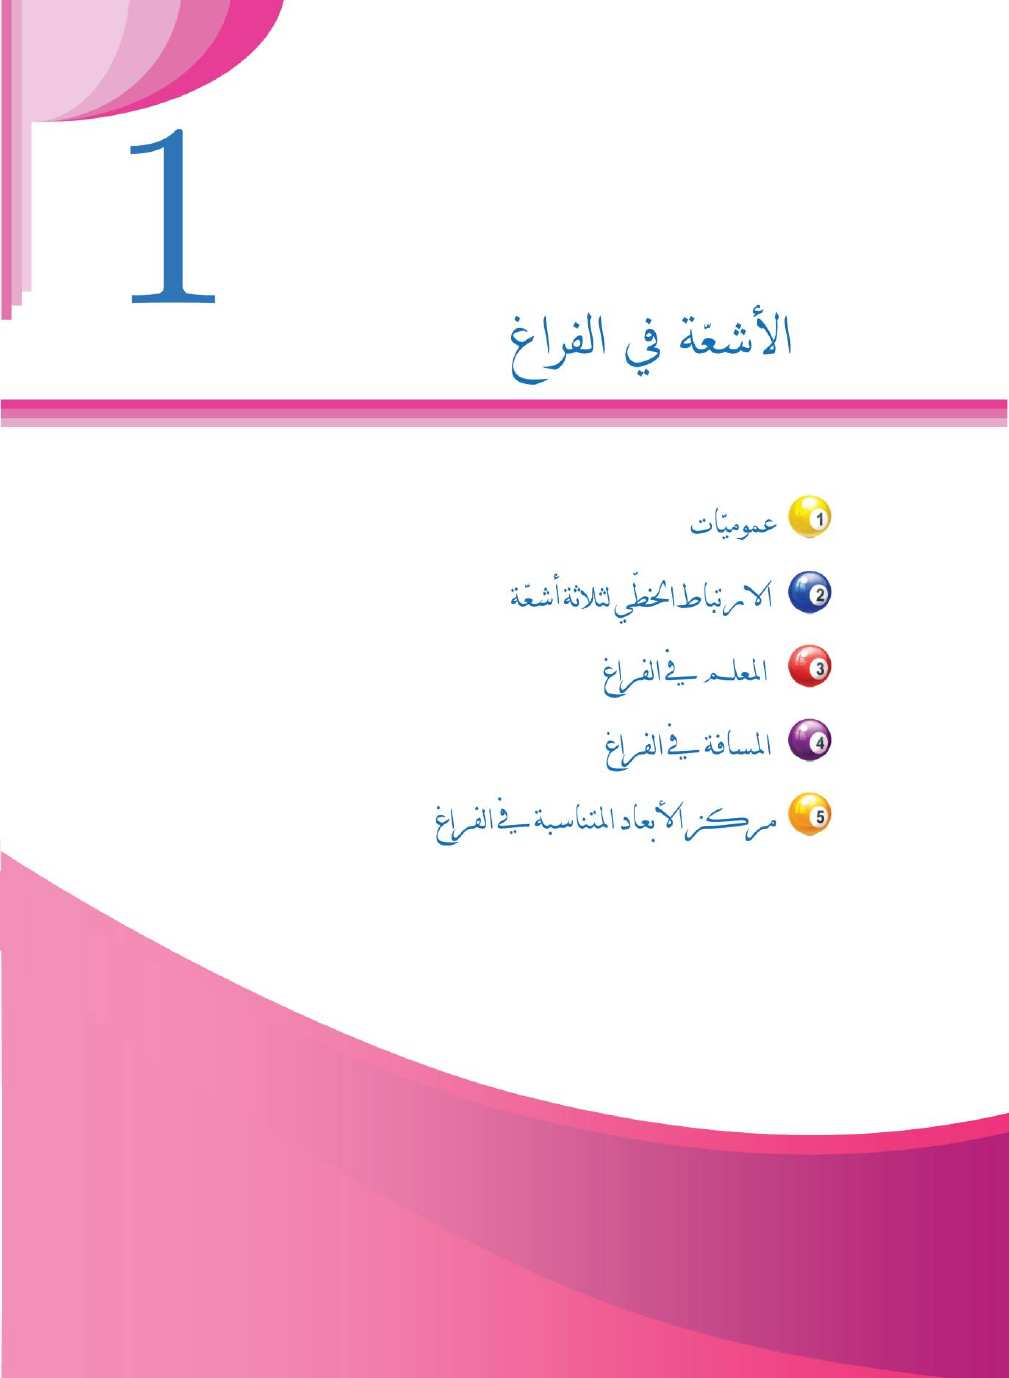 1
الأشعّة في الفراغ
1 عموميّات
2 الارتباط الخطّي لثلاثة أشعّة
3 المعلم في الفراغ
4 المسافة في الفراغ
5 مركز الأبعاد المتناسبة في الفراغ